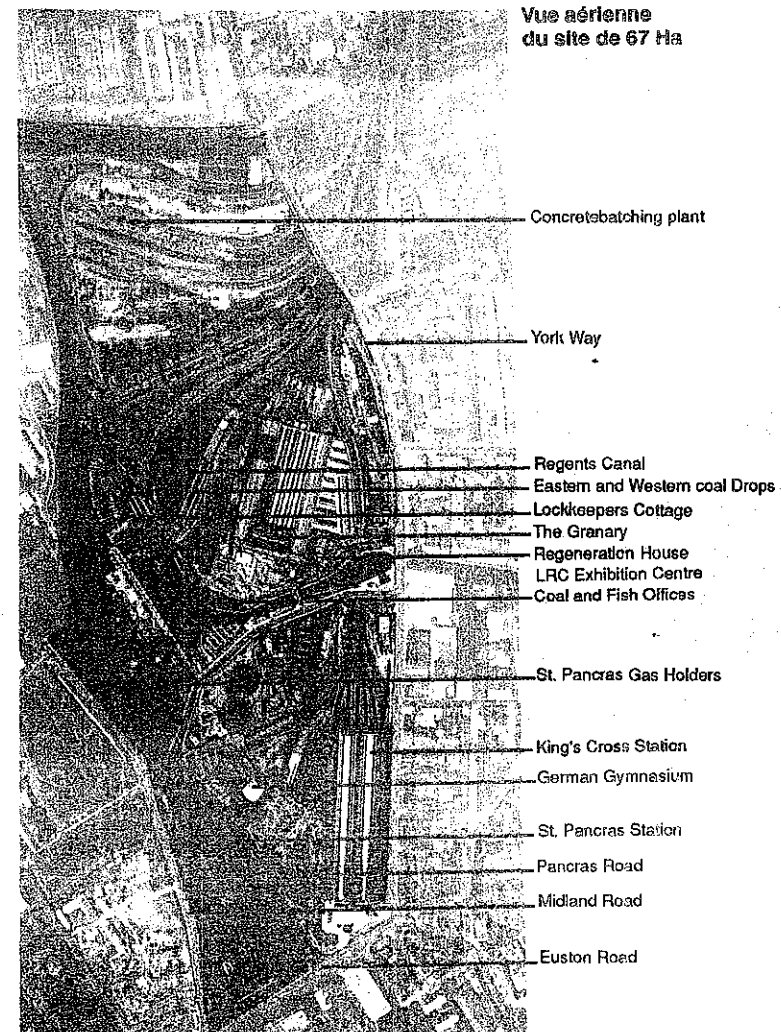 Vue aérienne
du site de 67 Ha
Concretebatching plant
York Way
Regents Canal
Eastern and Western coal Drops
Lockkeepers Cottage
The Granary
Regeneration House
LRC Exhibition Centre
Coal and Fish Offices
St. Pancras Gas Holders
King's Cross Station
German Gymnasium
St. Pancras Station
Pancras Road
Midland Road
Euston Road